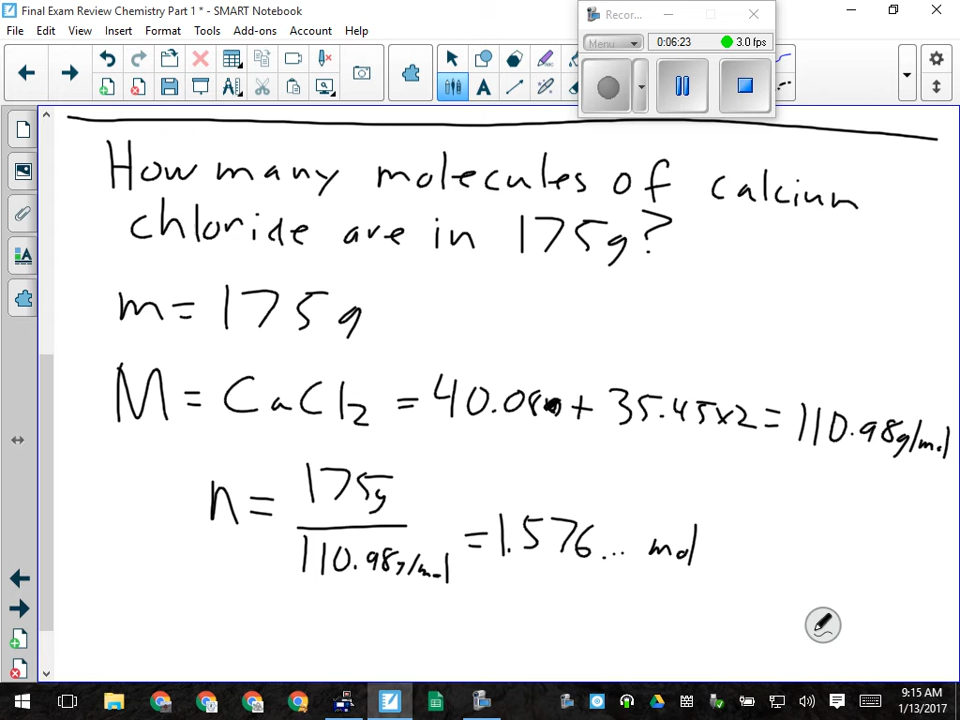 Final Exam Review Chemistry Part 1 * - SMART Notebook
Recor...
File Edit View Insert Format Tools Add-ons Account Help
Menu 0:06:23 3.0 fps
How many molecules of calcium
chloride are in 175g?
m = 175g
M = CaCl2 = 40.08 + 35.45x2 = 110.98g/mol
n = 175g
110.98g/mol
= 1.576... mol
9:15 AM
1/13/2017